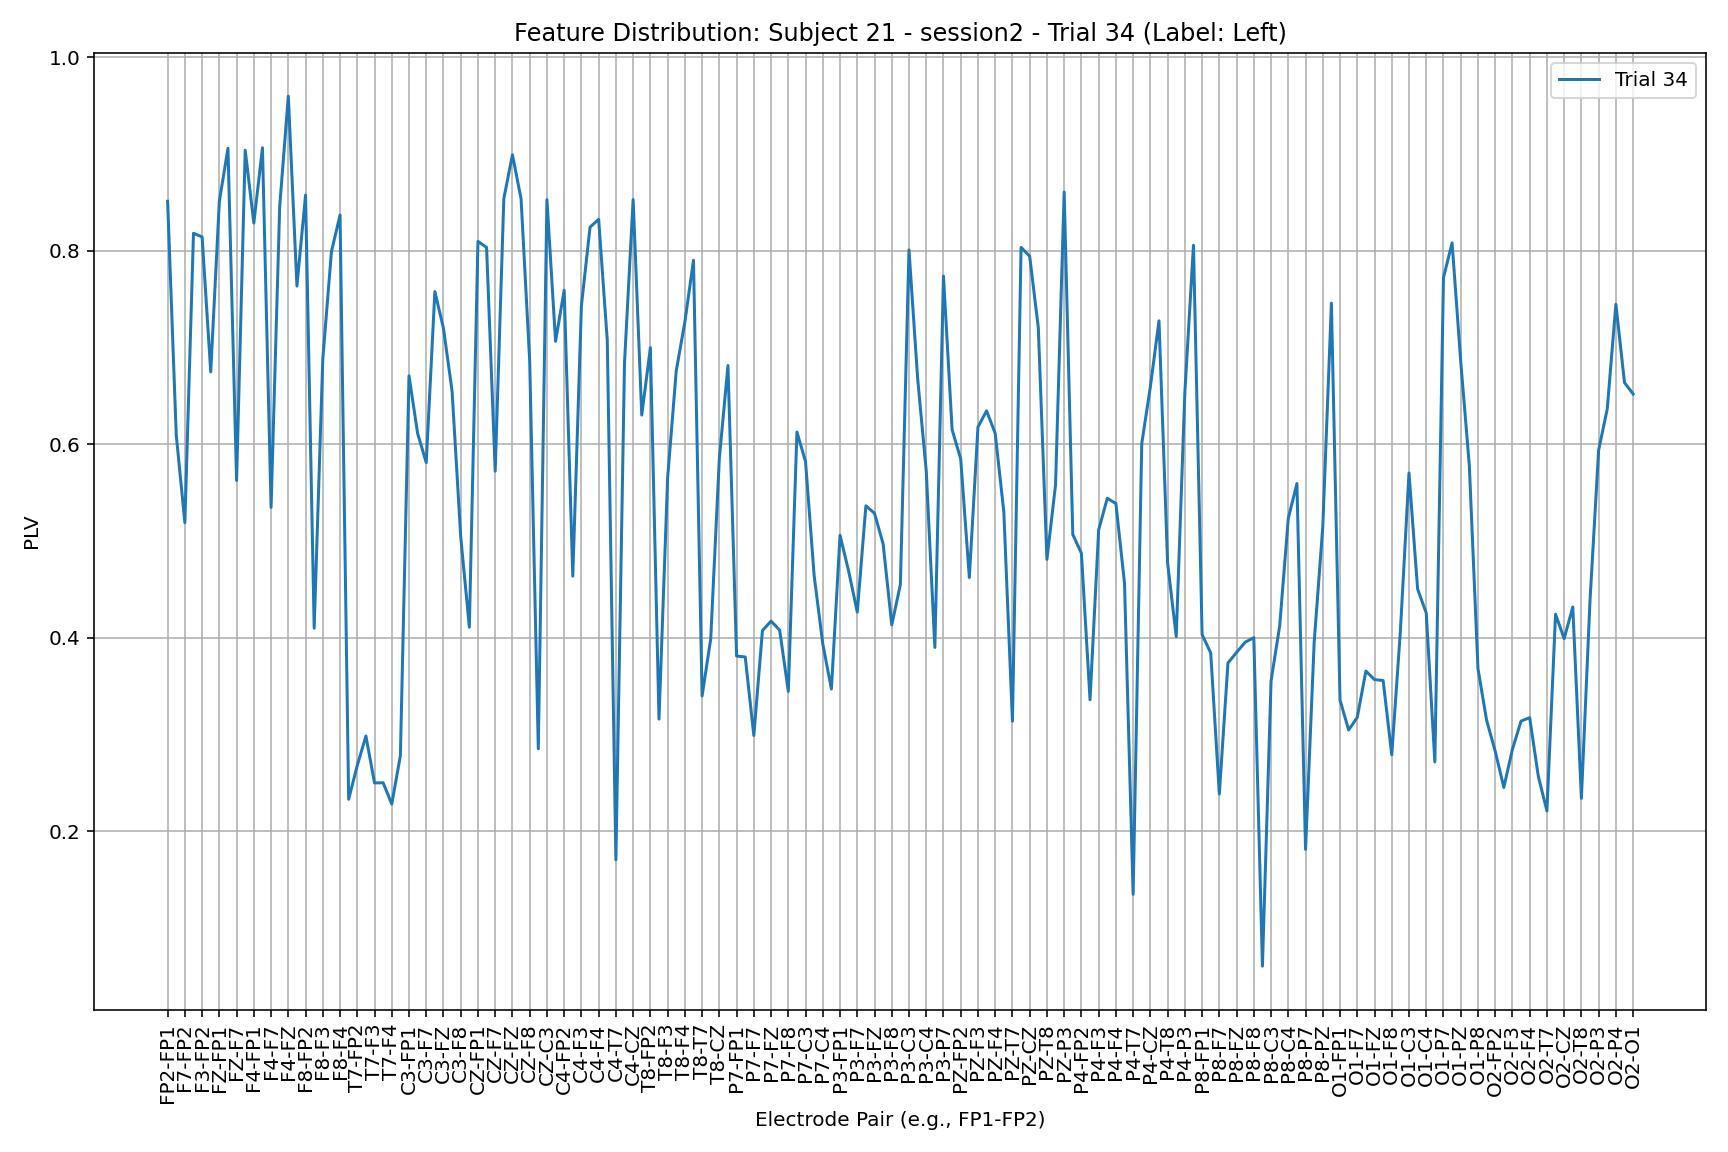 Feature Distribution: Subject 21 - session2 - Trial 34 (Label: Left)
Trial 34
1.0
0.8
0.6
0.4
0.2
PLV
FP2-FP1
F7-FP2
F3-FP2
FZ-FP1
FZ-F7
F4-FP1
F4-F7
F4-FZ
F8-FP2
F8-F3
F8-F4
T7-FP2
T7-F3
T7-F4
C3-FP1
C3-F7
C3-FZ
C3-F8
CZ-FP1
CZ-F7
CZ-FZ
CZ-F8
CZ-C3
C4-FP2
C4-F3
C4-F4
C4-T7
C4-CZ
T8-FP2
T8-F3
T8-F4
T8-T7
T8-CZ
P7-FP1
P7-F7
P7-FZ
P7-F8
P7-C3
P7-C4
P3-FP1
P3-F7
P3-FZ
P3-F8
P3-C3
P3-C4
P3-P7
PZ-FP2
PZ-F3
PZ-F4
PZ-T7
PZ-CZ
PZ-T8
PZ-P3
P4-FP2
P4-F3
P4-F4
P4-T7
P4-CZ
P4-T8
P4-P3
P8-FP1
P8-F7
P8-FZ
P8-F8
P8-C3
P8-C4
P8-P7
P8-PZ
O1-FP1
O1-F7
O1-FZ
O1-F8
O1-C3
O1-C4
O1-P7
O1-PZ
O1-P8
O2-FP2
O2-F3
O2-F4
O2-T7
O2-CZ
O2-T8
O2-P3
O2-P4
O2-O1
Electrode Pair (e.g., FP1-FP2)